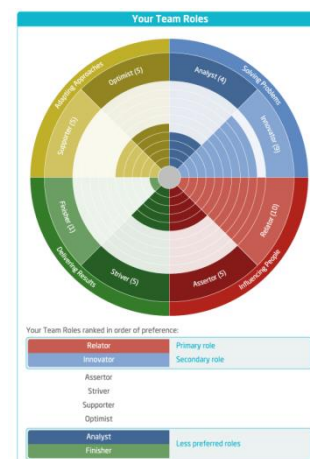 Your Team Roles
Adapting Approaches
Optimist (5)
Analyst (4)
Solving Problems
Supporter (5)
Innovator (9)
Finisher (1)
Relator (10)
Delivering Results
Striver (5)
Assertor (5)
Influencing People
Your Team Roles ranked in order of preference:
Relator Primary role
Innovator Secondary role
Assertor
Striver
Supporter
Optimist
Analyst
Less preferred roles
Finisher